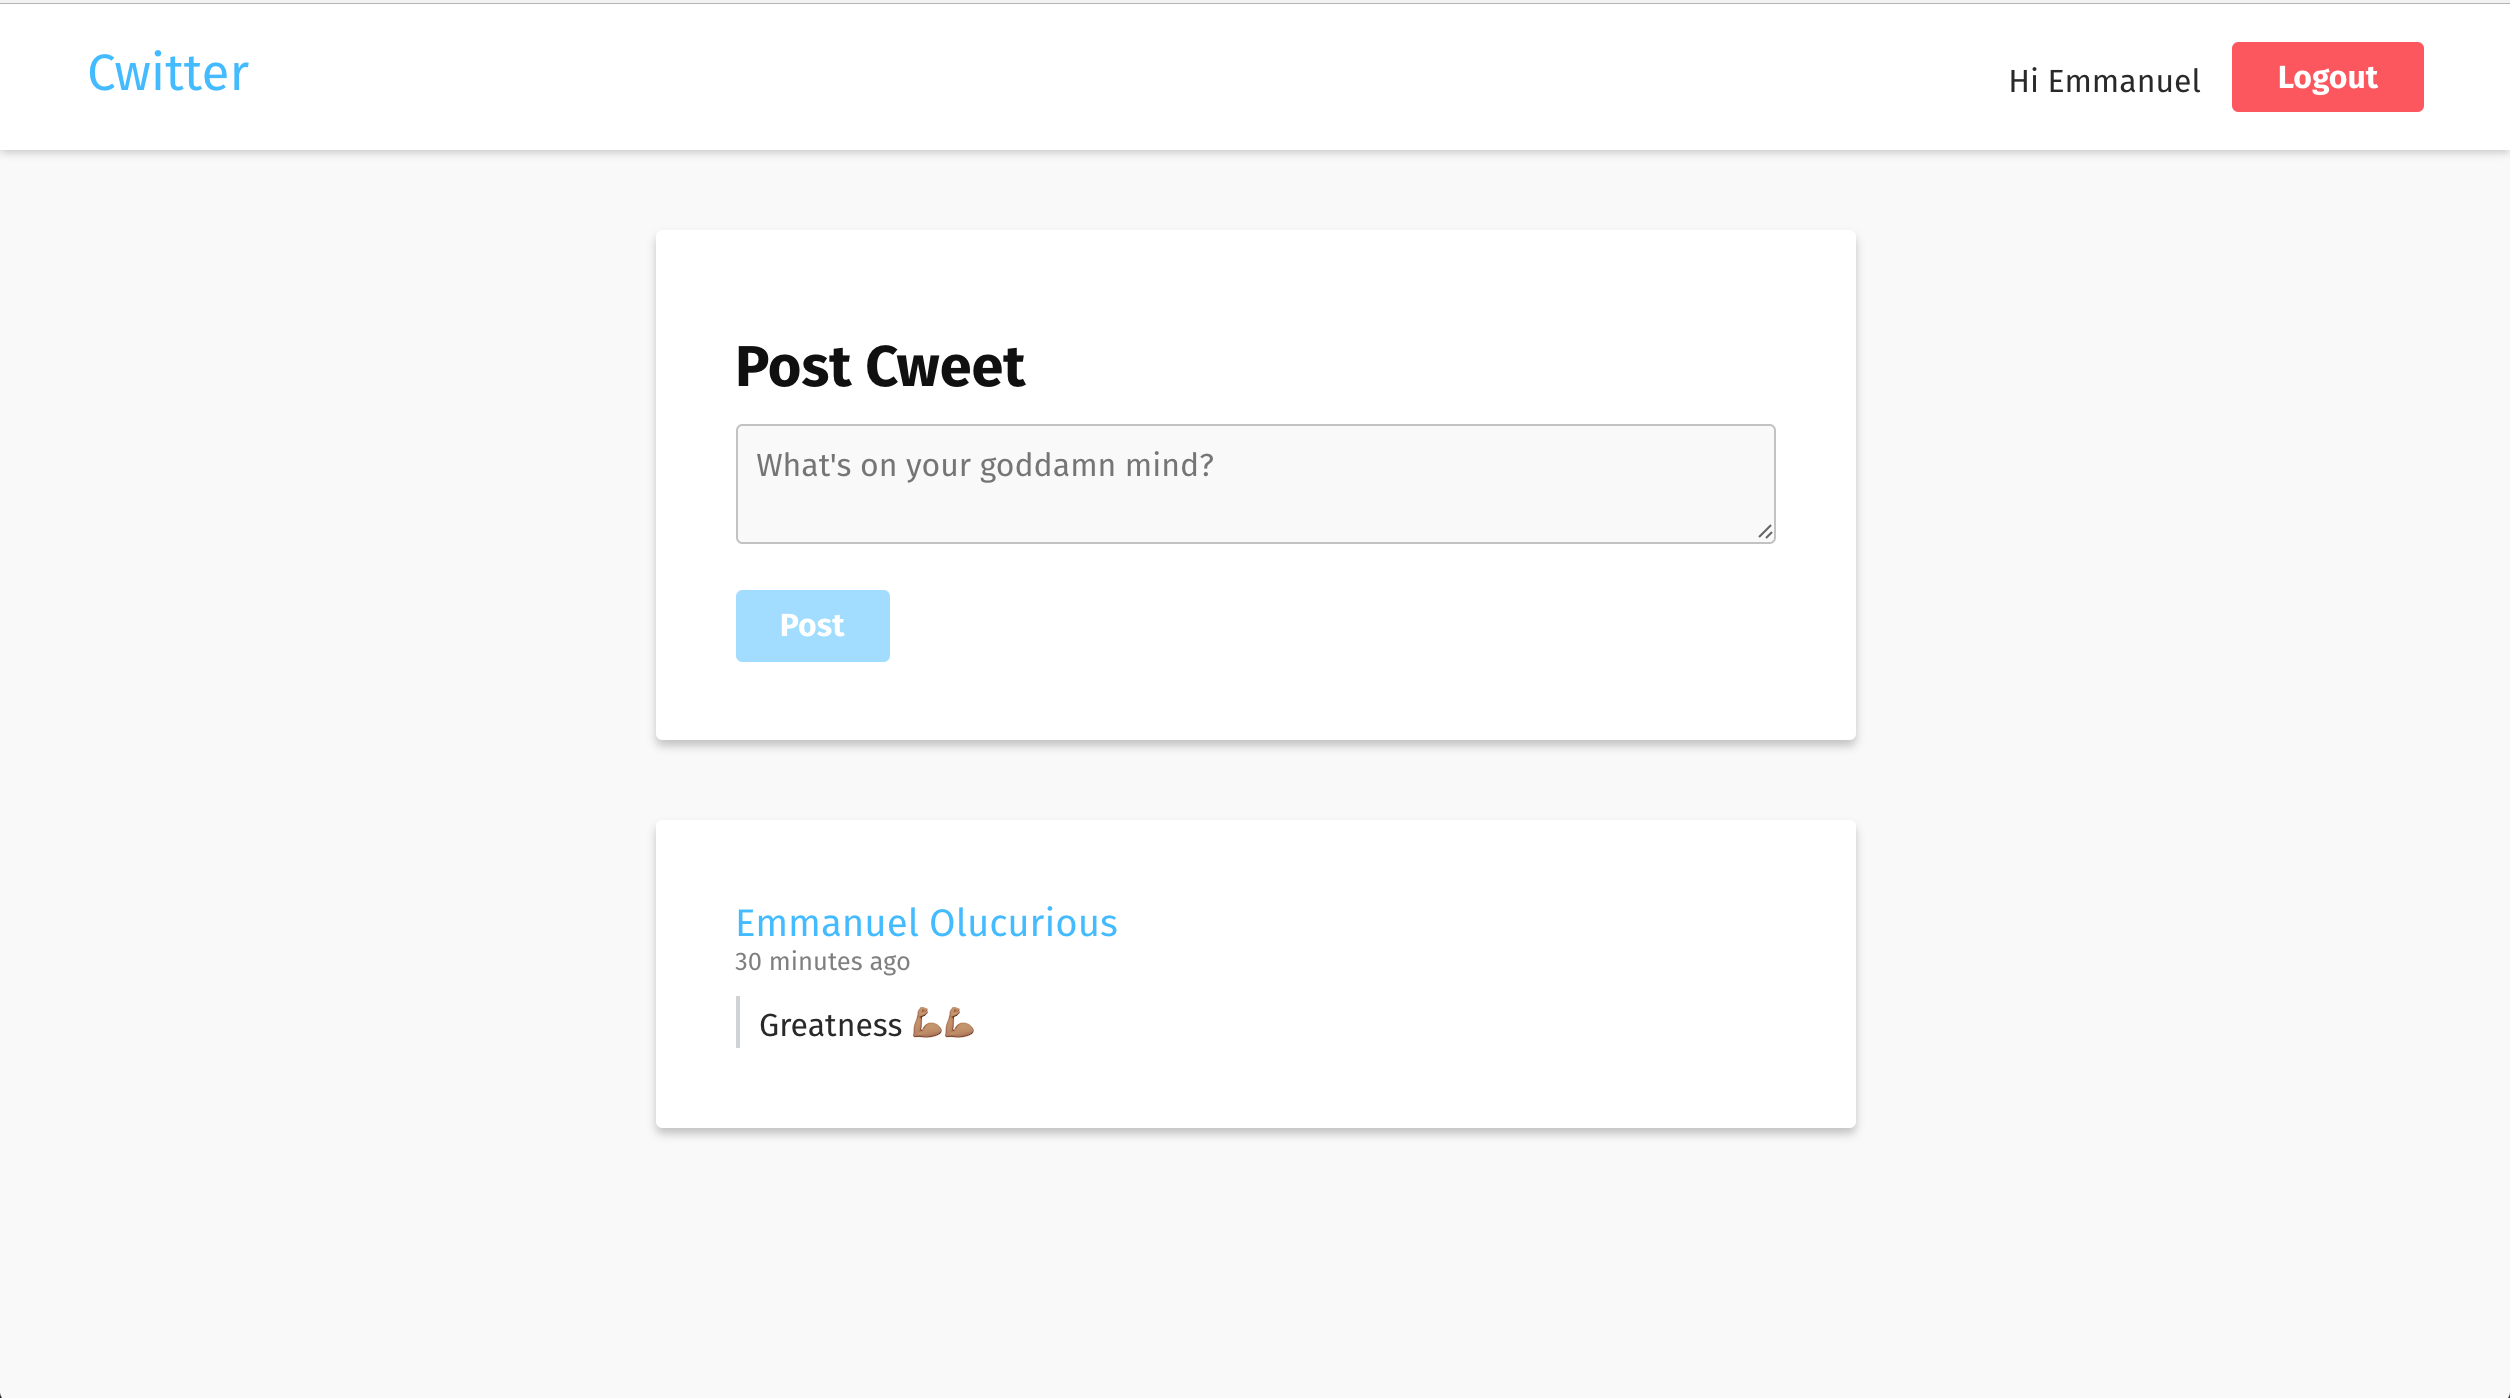 Cwitter
Hi Emmanuel
Logout
Post Cweet
What's on your goddamn mind?
Post
Emmanuel Olucurious
30 minutes ago
Greatness 💪🏽💪🏽